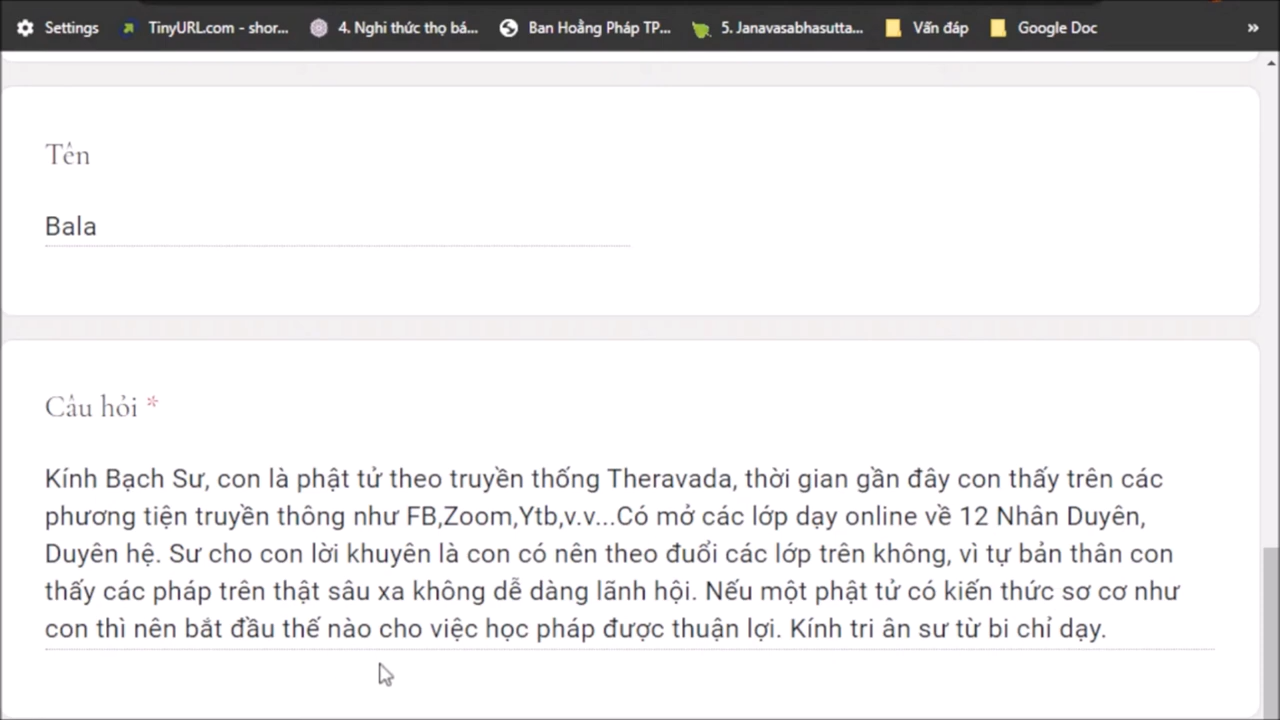 Settings TinyURL.com - shor... 4. Nghi thức thọ bá... Ban Hoằng Pháp TP... 5. Janavasabhasutta... Vấn đáp Google Doc »
Tên
Bala
Câu hỏi *
Kính Bạch Sư, con là phật tử theo truyền thống Theravada, thời gian gần đây con thấy trên các
phương tiện truyền thông như FB,Zoom,Ytb,v.v...Có mở các lớp dạy online về 12 Nhân Duyên,
Duyên hệ. Sư cho con lời khuyên là con có nên theo đuổi các lớp trên không, vì tự bản thân con
thấy các pháp trên thật sâu xa không dễ dàng lãnh hội. Nếu một phật tử có kiến thức sơ cơ như
con thì nên bắt đầu thế nào cho việc học pháp được thuận lợi. Kính tri ân sư từ bi chỉ dạy.